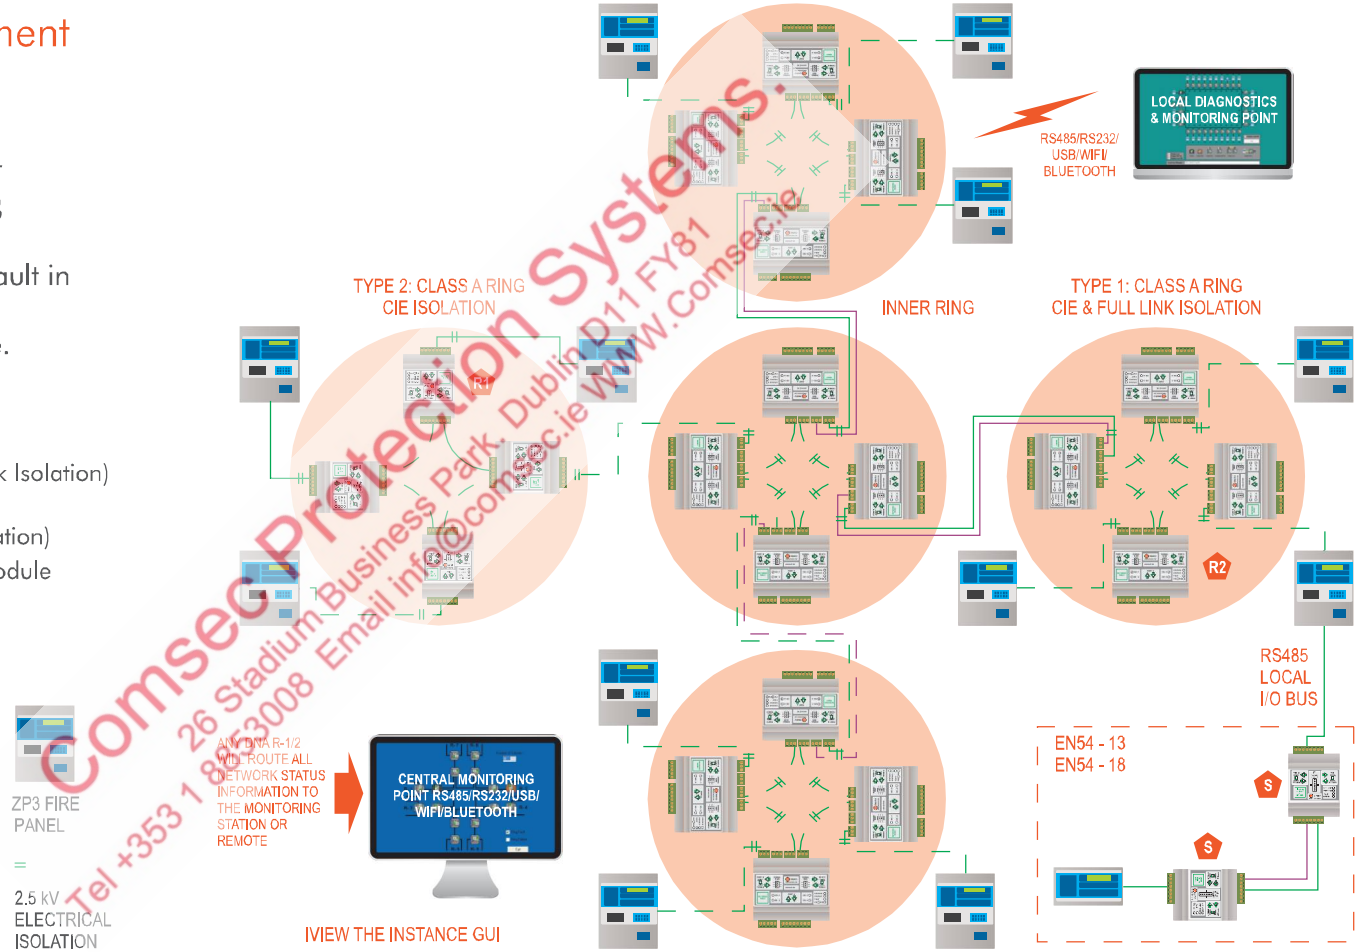 nent
ault in
e.
k Isolation)
ation)
odule
TYPE 2: CLASS A RING
CIE ISOLATION
INNER RING
TYPE 1: CLASS A RING
CIE & FULL LINK ISOLATION
LOCAL DIAGNOSTICS
& MONITORING POINT
RS485/RS232/
USB/WIFI/
BLUETOOTH
R1
R2
RS485
LOCAL
I/O BUS
EN54 - 13
EN54 - 18
S
S
ZP3 FIRE
PANEL
=
2.5 kV
ELECTRICAL
ISOLATION
ANY DNA R-1/2
WILL ROUTE ALL
NETWORK STATUS
INFORMATION TO
THE MONITORING
STATION OR
REMOTE
CENTRAL MONITORING
POINT RS485/RS232/USB/
WIFI/BLUETOOTH
IVIEW THE INSTANCE GUI
Comsec Protection Systems.
26 Stadium Business Park. Dublin D11 FY81
Tel +353 1 8853008 Email info@comsec.ie WWW.Comsec.ie